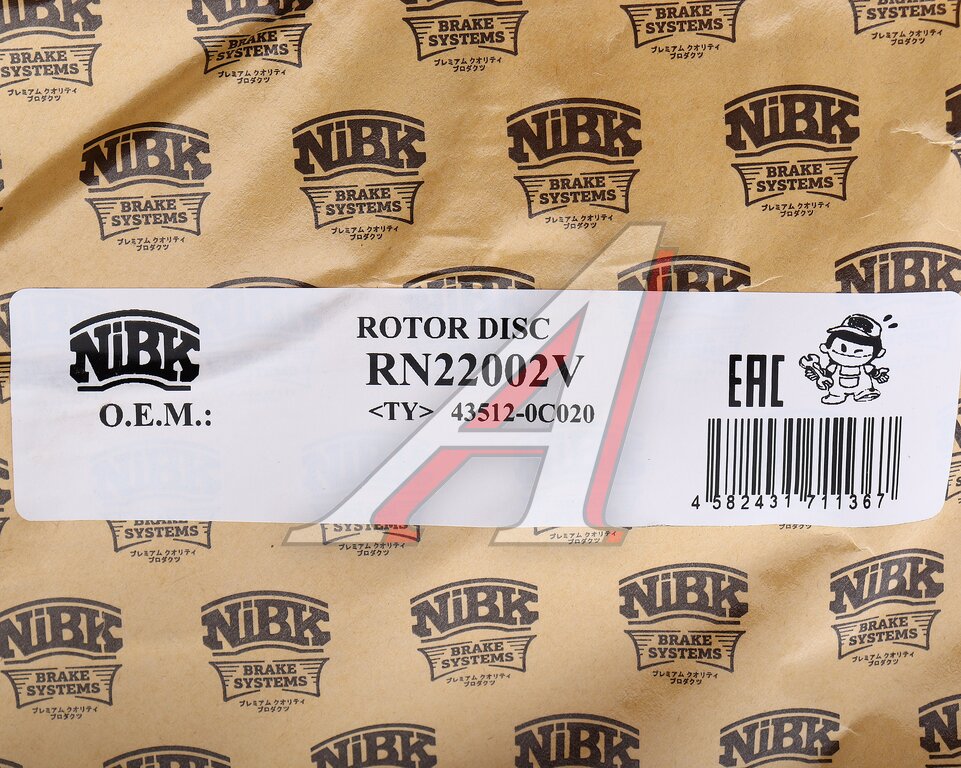 NiBK
BRAKE
SYSTEMS
プレミアム クオリティ
プロダクツ
NiBK
ROTOR DISC
RN22002V
O.E.M.:
<TY> 43512-0C020
EAC
4 582431 711367